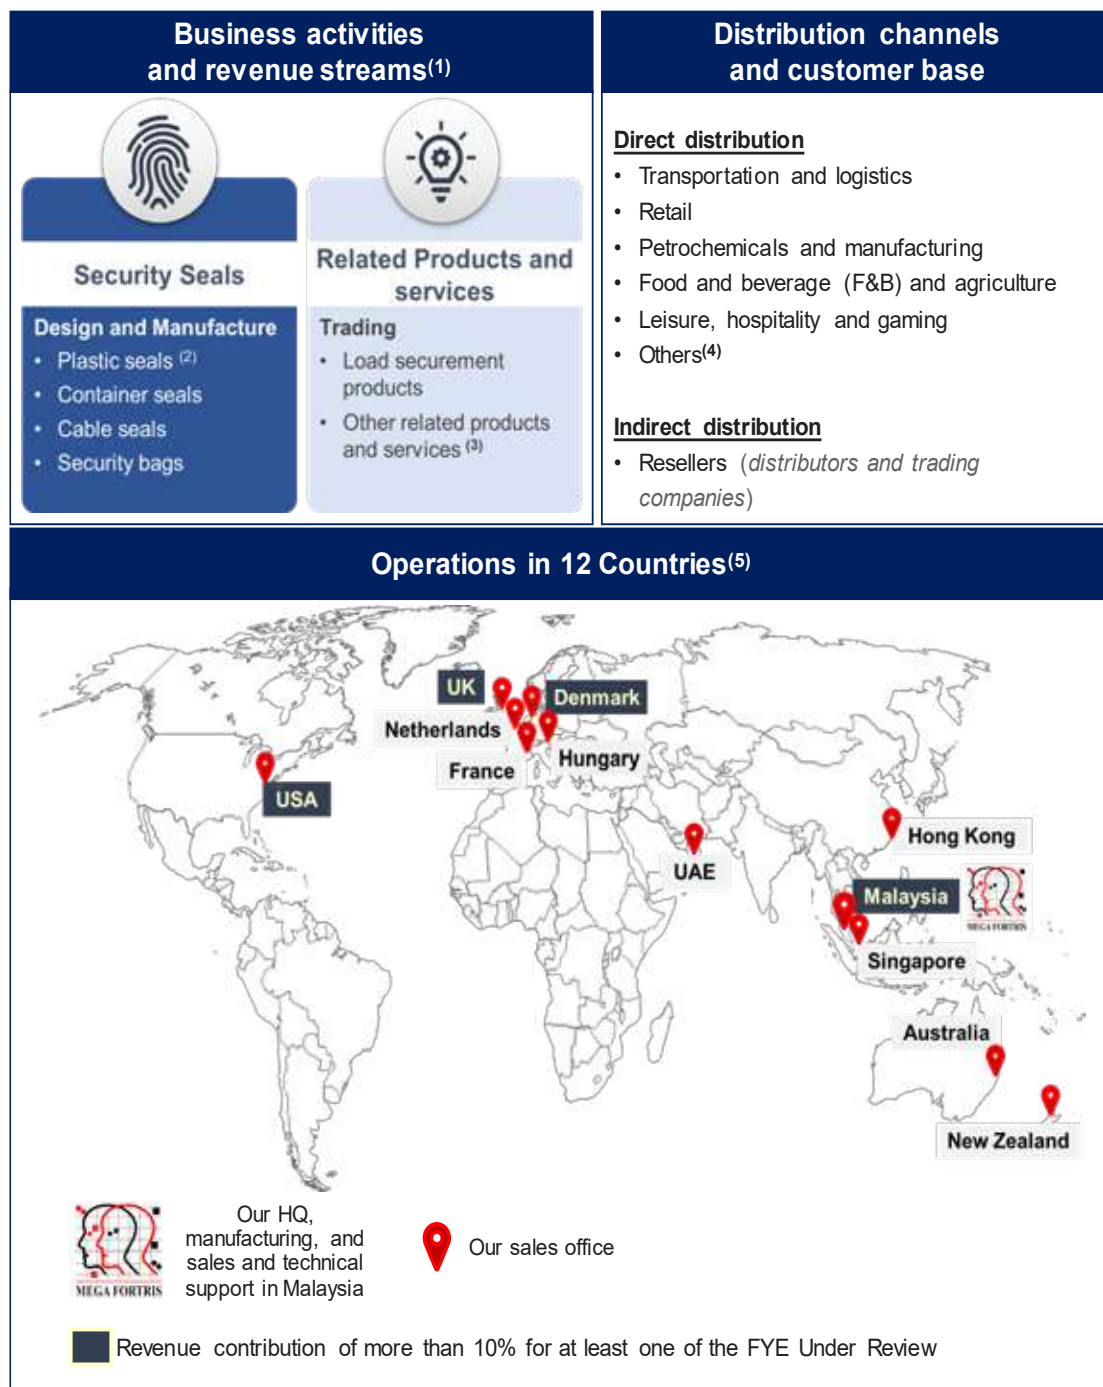 Business activities
and revenue streams(1)
Security Seals
Design and Manufacture
• Plastic seals (2)
• Container seals
• Cable seals
• Security bags
Related Products and
services
Trading
• Load securement
products
• Other related products
and services (3)
Distribution channels
and customer base
Direct distribution
• Transportation and logistics
• Retail
• Petrochemicals and manufacturing
• Food and beverage (F&B) and agriculture
• Leisure, hospitality and gaming
• Others(4)
Indirect distribution
• Resellers (distributors and trading
companies)
Operations in 12 Countries(5)
UK
Denmark
Netherlands
Hungary
France
USA
Hong Kong
UAE
Malaysia
MEGA FORTRIS
Singapore
Australia
New Zealand
MEGA FORTRIS
Our HQ,
manufacturing, and
sales and technical
support in Malaysia
Our sales office
Revenue contribution of more than 10% for at least one of the FYE Under Review